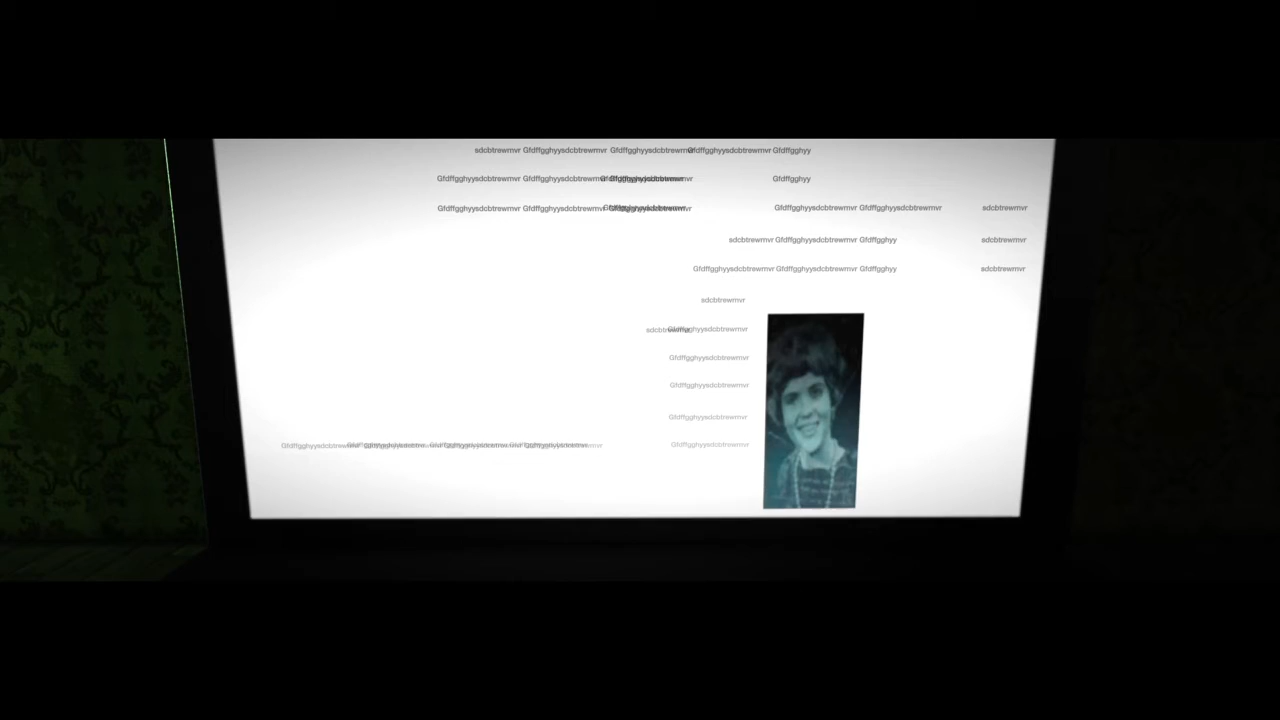 sdcbtrewmvr Gfdffgghyysdcbtrewmvr Gfdffgghyysdcbtrewmvr Gfdffgghyysdcbtrewmvr Gfdffgghyy
Gfdffgghyysdcbtrewmvr Gfdffgghyysdcbtrewmvr Gfdffgghyy
Gfdffgghyysdcbtrewmvr Gfdffgghyysdcbtrewmvr Gfdffgghyysdcbtrewmvr Gfdffgghyysdcbtrewmvr sdcbtrewmvr
sdcbtrewmvr Gfdffgghyysdcbtrewmvr Gfdffgghyy sdcbtrewmvr
Gfdffgghyysdcbtrewmvr Gfdffgghyysdcbtrewmvr Gfdffgghyy sdcbtrewmvr
sdcbtrewmvr
sdcbtrewmvr Gfdffgghyysdcbtrewmvr
Gfdffgghyysdcbtrewmvr
Gfdffgghyysdcbtrewmvr
Gfdffgghyysdcbtrewmvr
Gfdffgghyysdcbtrewmvr